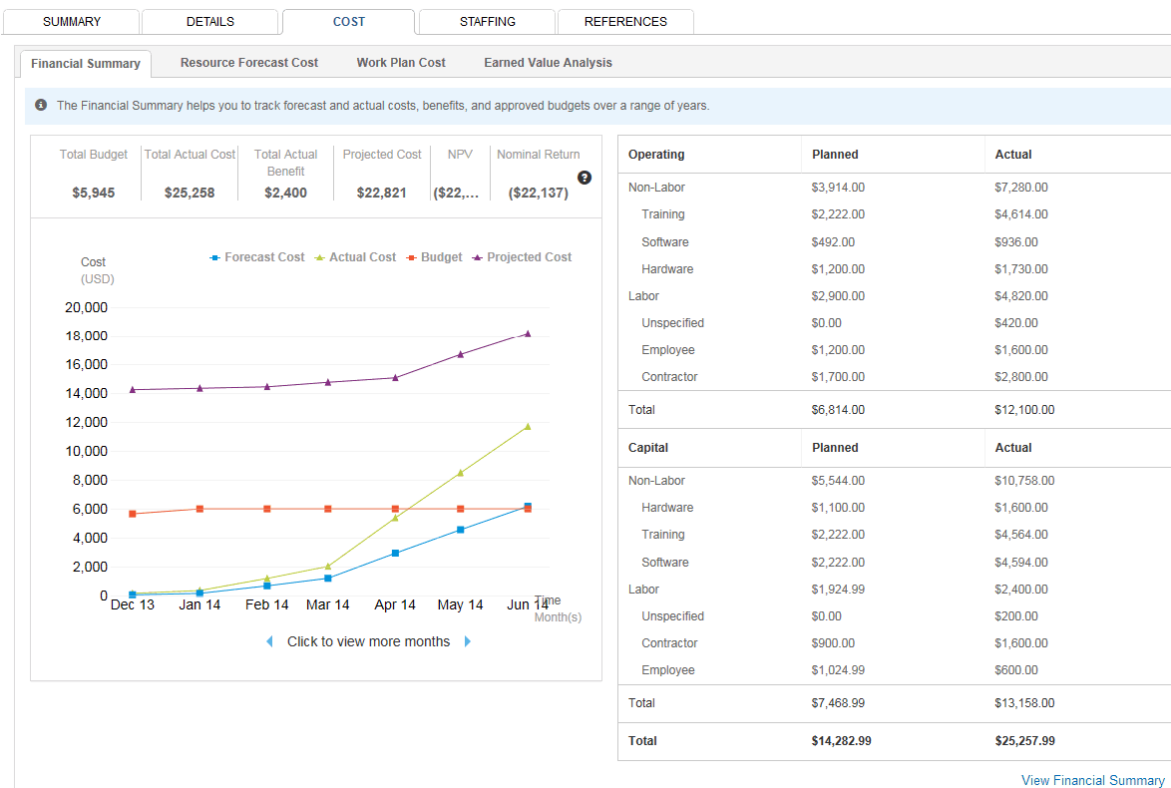 SUMMARY DETAILS COST STAFFING REFERENCES
Financial Summary Resource Forecast Cost Work Plan Cost Earned Value Analysis
The Financial Summary helps you to track forecast and actual costs, benefits, and approved budgets over a range of years.
Total Budget Total Actual Cost Total Actual Benefit Projected Cost NPV Nominal Return
$5,945 $25,258 $2,400 $22,821 ($22,... ($22,137)
Cost
(USD)
Forecast Cost Actual Cost Budget Projected Cost
20,000
18,000
16,000
14,000
12,000
10,000
8,000
6,000
4,000
2,000
0
Dec 13 Jan 14 Feb 14 Mar 14 Apr 14 May 14 Jun 14
Time
Month(s)
Click to view more months
Operating Planned Actual
Non-Labor $3,914.00 $7,280.00
Training $2,222.00 $4,614.00
Software $492.00 $936.00
Hardware $1,200.00 $1,730.00
Labor $2,900.00 $4,820.00
Unspecified $0.00 $420.00
Employee $1,200.00 $1,600.00
Contractor $1,700.00 $2,800.00
Total $6,814.00 $12,100.00
Capital Planned Actual
Non-Labor $5,544.00 $10,758.00
Hardware $1,100.00 $1,600.00
Training $2,222.00 $4,564.00
Software $2,222.00 $4,594.00
Labor $1,924.99 $2,400.00
Unspecified $0.00 $200.00
Contractor $900.00 $1,600.00
Employee $1,024.99 $600.00
Total $7,468.99 $13,158.00
Total $14,282.99 $25,257.99
View Financial Summary